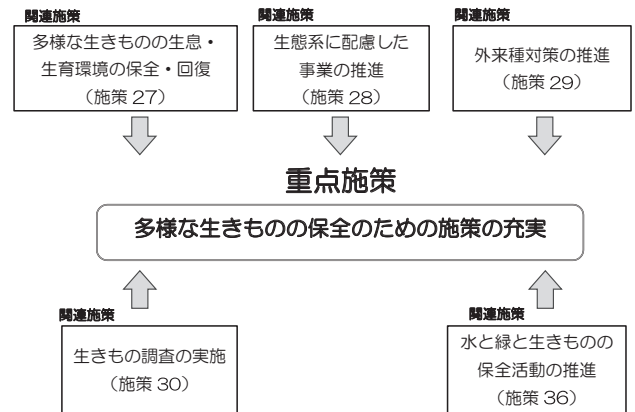 関連施策
多様な生きものの生息・
生育環境の保全・回復
（施策 27）
関連施策
生態系に配慮した
事業の推進
（施策 28）
関連施策
外来種対策の推進
（施策 29）
重点施策
多様な生きものの保全のための施策の充実
関連施策
生きもの調査の実施
（施策 30）
関連施策
水と緑と生きものの
保全活動の推進
（施策 36）